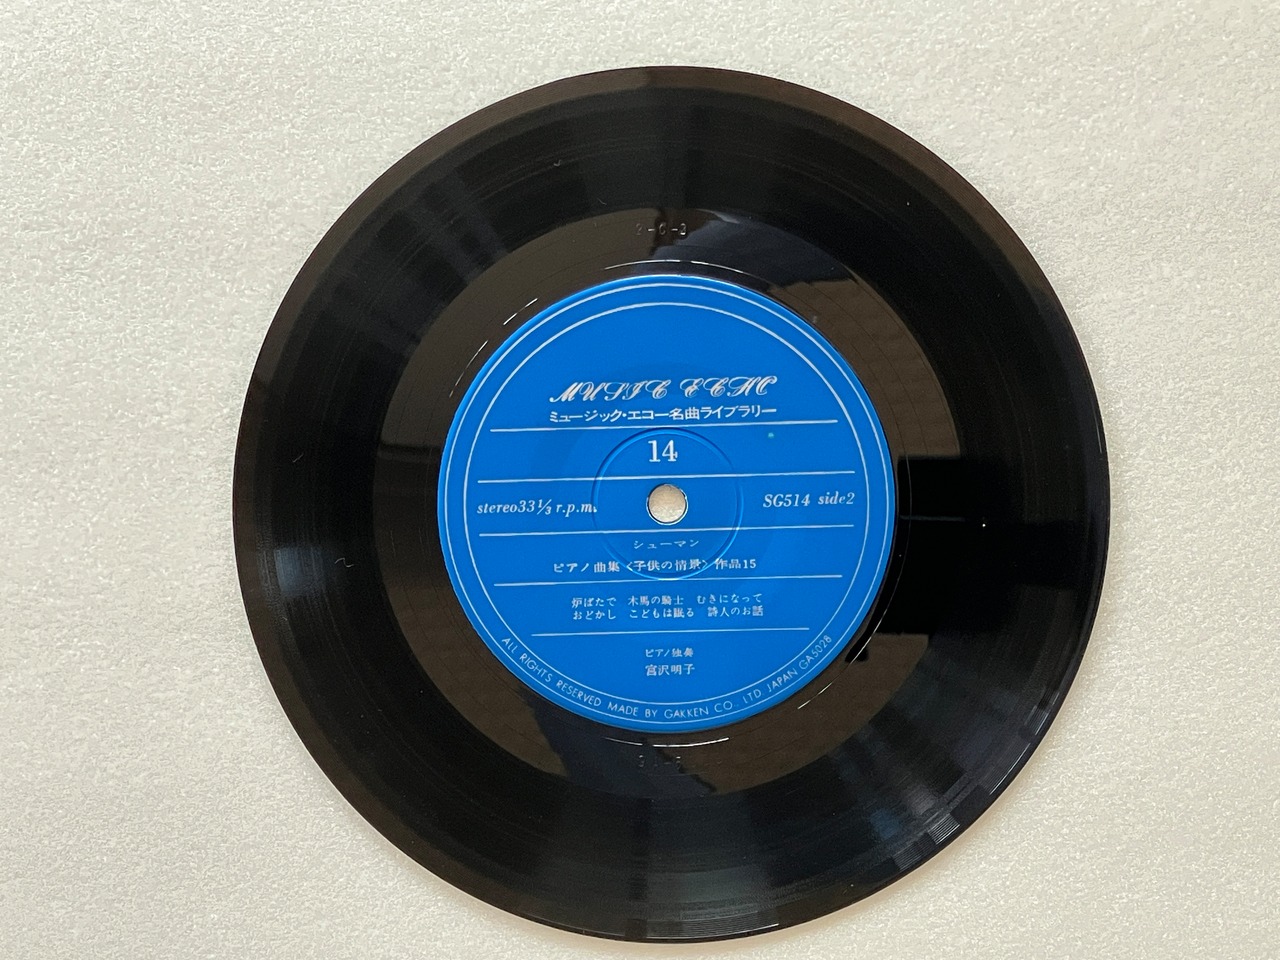 MUSIC ECHO
ミュージック・エコー名曲ライブラリー
14
stereo33⅓ r.p.m.
SG514 side2
シューマン
ピアノ曲集〈子供の情景〉作品15
炉ばたで 木馬の騎士 むきになって
おどかし こどもは眠る 詩人のお話
ピアノ独奏
宮沢明子
ALL RIGHTS RESERVED MADE BY GAKKEN CO., LTD. JAPAN GA5028